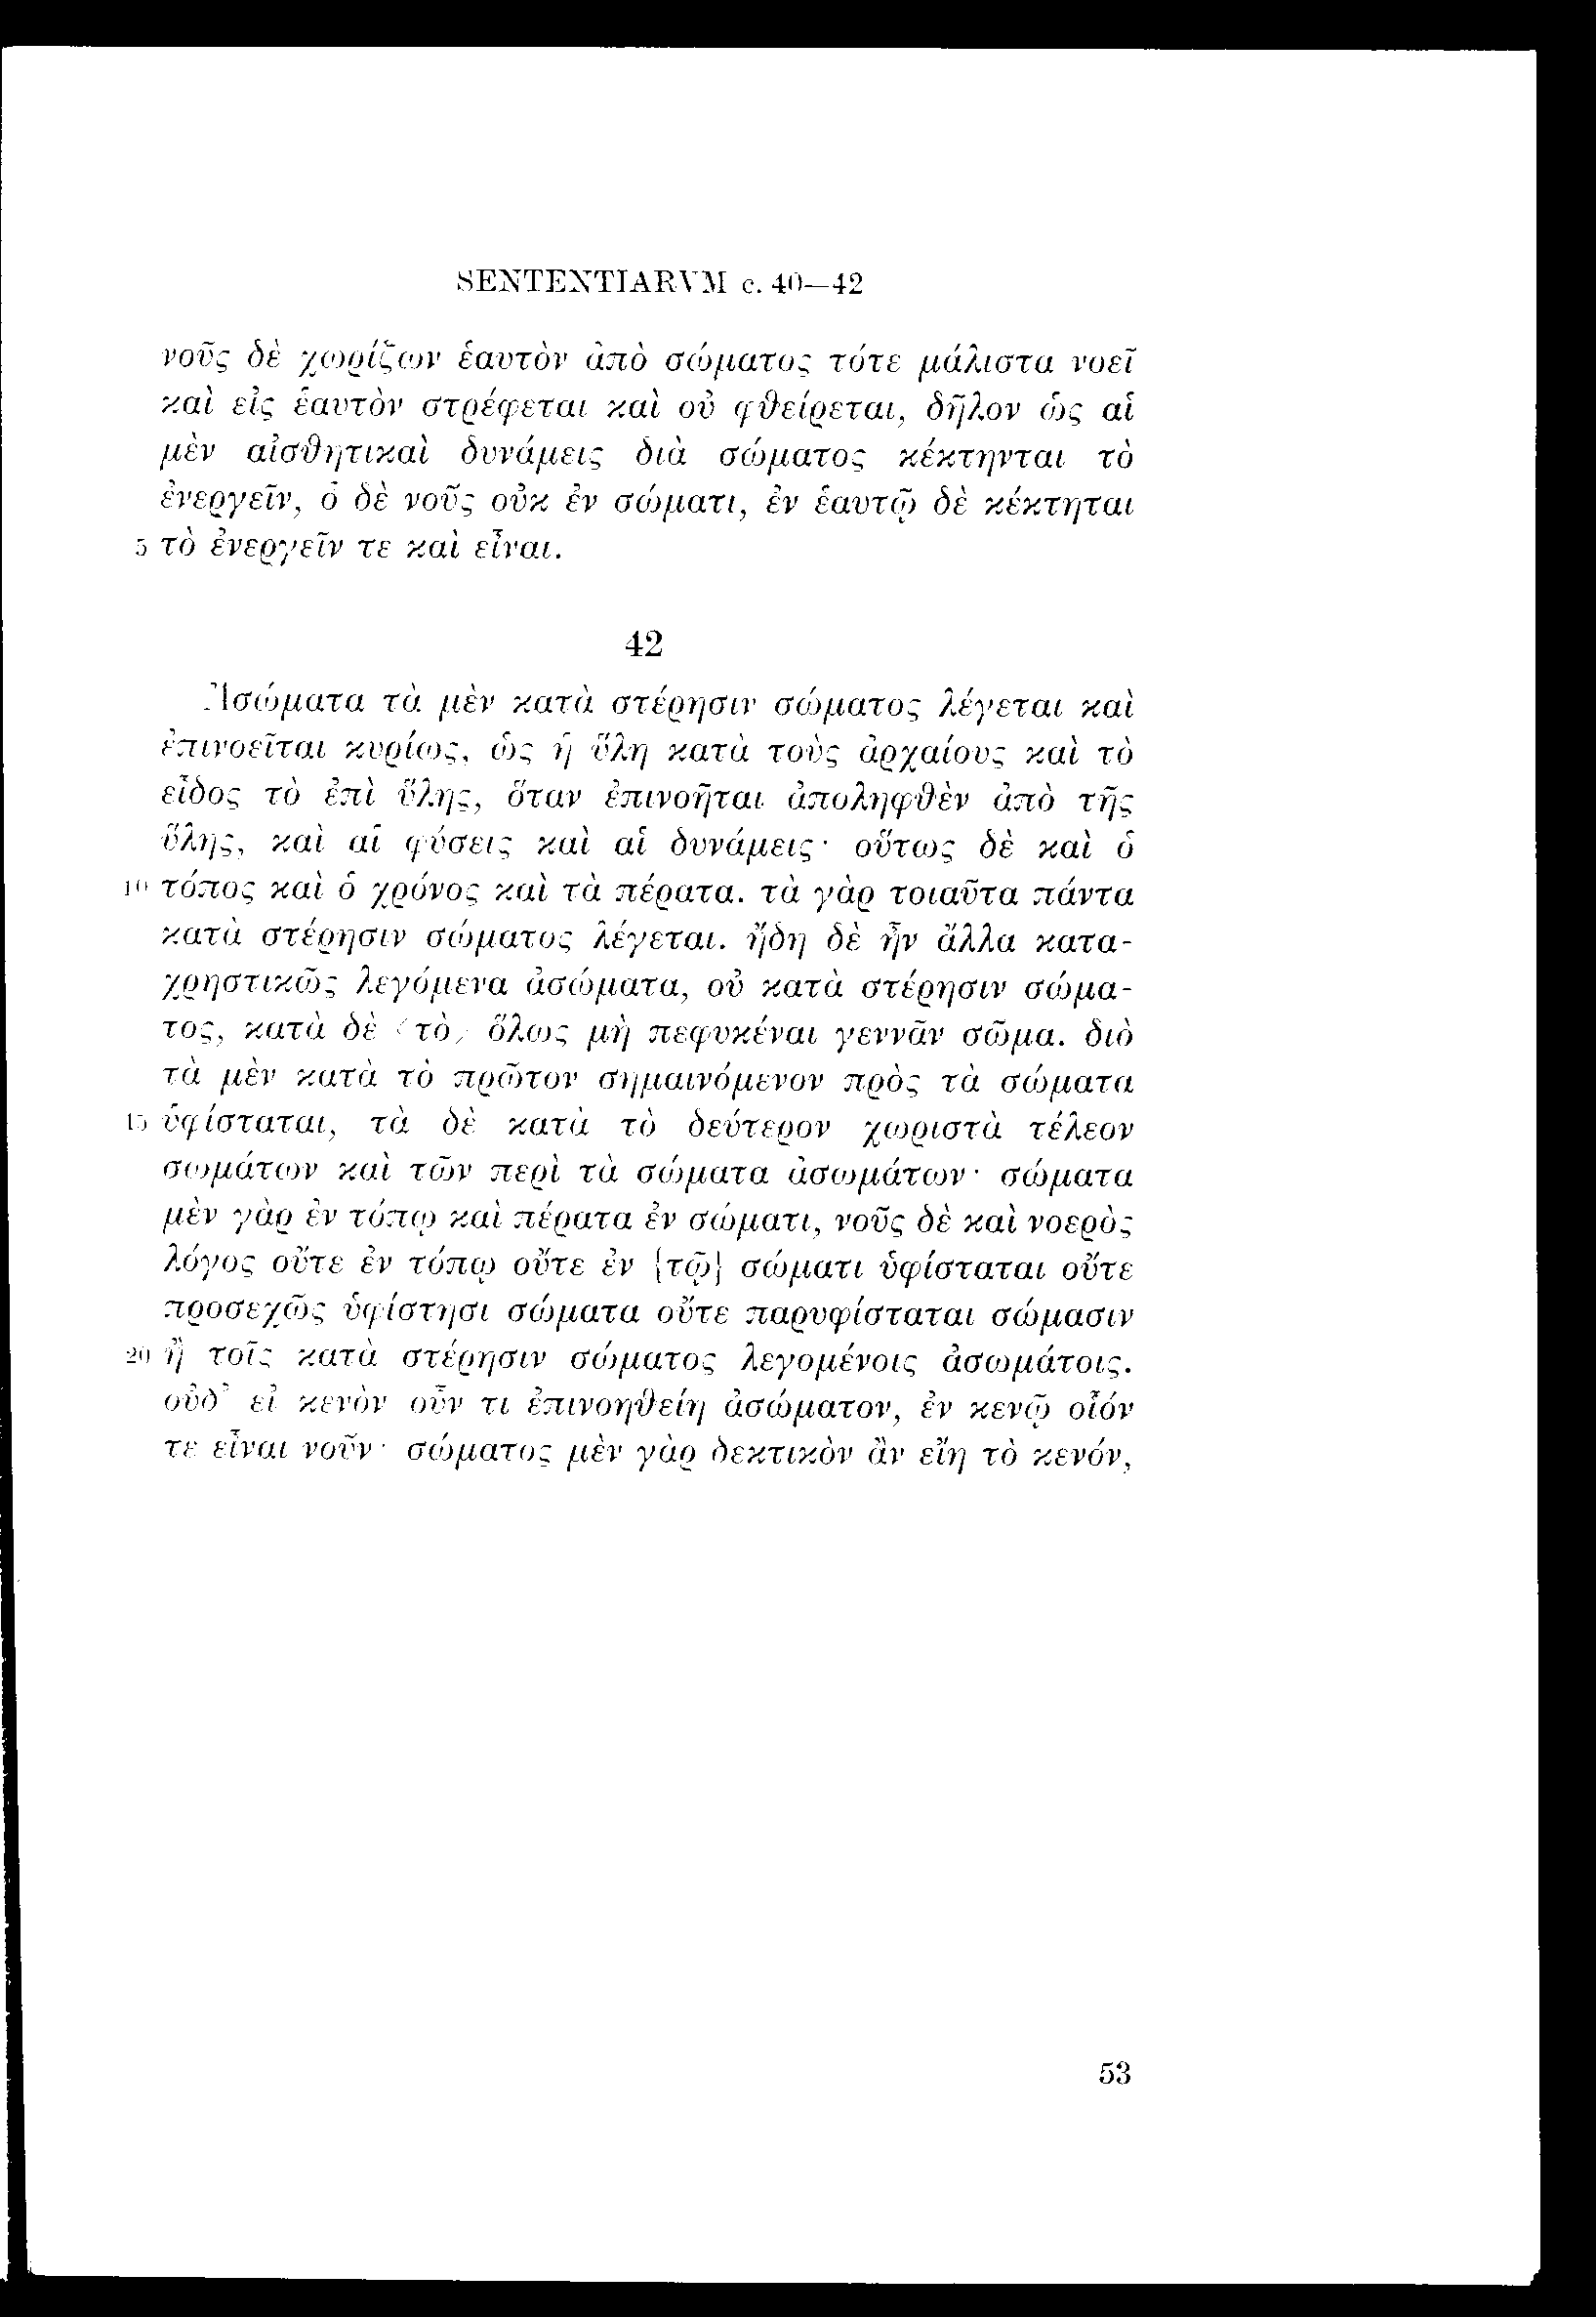 SENTENTIARVM c. 40—42
νοῦς δὲ χωρίζων ἑαυτὸν ἀπὸ σώματος τότε μάλιστα νοεῖ
καὶ εἰς ἑαυτὸν στρέφεται καὶ οὐ φθείρεται, δῆλον ὡς αἱ
μὲν αἰσθητικαὶ δυνάμεις διὰ σώματος κέκτηνται τὸ
ἐνεργεῖν, ὁ δὲ νοῦς οὐκ ἐν σώματι, ἐν ἑαυτῷ δὲ κέκτηται
5 τὸ ἐνεργεῖν τε καὶ εἶναι.
42
Ἀσώματα τὰ μὲν κατὰ στέρησιν σώματος λέγεται καὶ
ἐπινοεῖται κυρίως, ὡς ἡ ὕλη κατὰ τοὺς ἀρχαίους καὶ τὸ
εἶδος τὸ ἐπὶ ὕλης, ὅταν ἐπινοῆται ἀποληφθὲν ἀπὸ τῆς
ὕλης, καὶ αἱ φύσεις καὶ αἱ δυνάμεις· οὕτως δὲ καὶ ὁ
10 τόπος καὶ ὁ χρόνος καὶ τὰ πέρατα. τὰ γὰρ τοιαῦτα πάντα
κατὰ στέρησιν σώματος λέγεται. ἤδη δὲ ἦν ἄλλα κατα-
χρηστικῶς λεγόμενα ἀσώματα, οὐ κατὰ στέρησιν σώμα-
τος, κατὰ δὲ ⟨τὸ⟩ ὅλως μὴ πεφυκέναι γεννᾶν σῶμα. διὸ
τὰ μὲν κατὰ τὸ πρῶτον σημαινόμενον πρὸς τὰ σώματα
15 ὑφίσταται, τὰ δὲ κατὰ τὸ δεύτερον χωριστὰ τέλεον
σωμάτων καὶ τῶν περὶ τὰ σώματα ἀσωμάτων· σώματα
μὲν γὰρ ἐν τόπῳ καὶ πέρατα ἐν σώματι, νοῦς δὲ καὶ νοερὸς
λόγος οὔτε ἐν τόπῳ οὔτε ἐν {τῷ} σώματι ὑφίσταται οὔτε
προσεχῶς ὑφίστησι σώματα οὔτε παρυφίσταται σώμασιν
20 ἢ τοῖς κατὰ στέρησιν σώματος λεγομένοις ἀσωμάτοις.
οὐδ' εἰ κενὸν οὖν τι ἐπινοηθείη ἀσώματον, ἐν κενῷ οἷόν
τε εἶναι νοῦν· σώματος μὲν γὰρ δεκτικὸν ἂν εἴη τὸ κενόν,
53